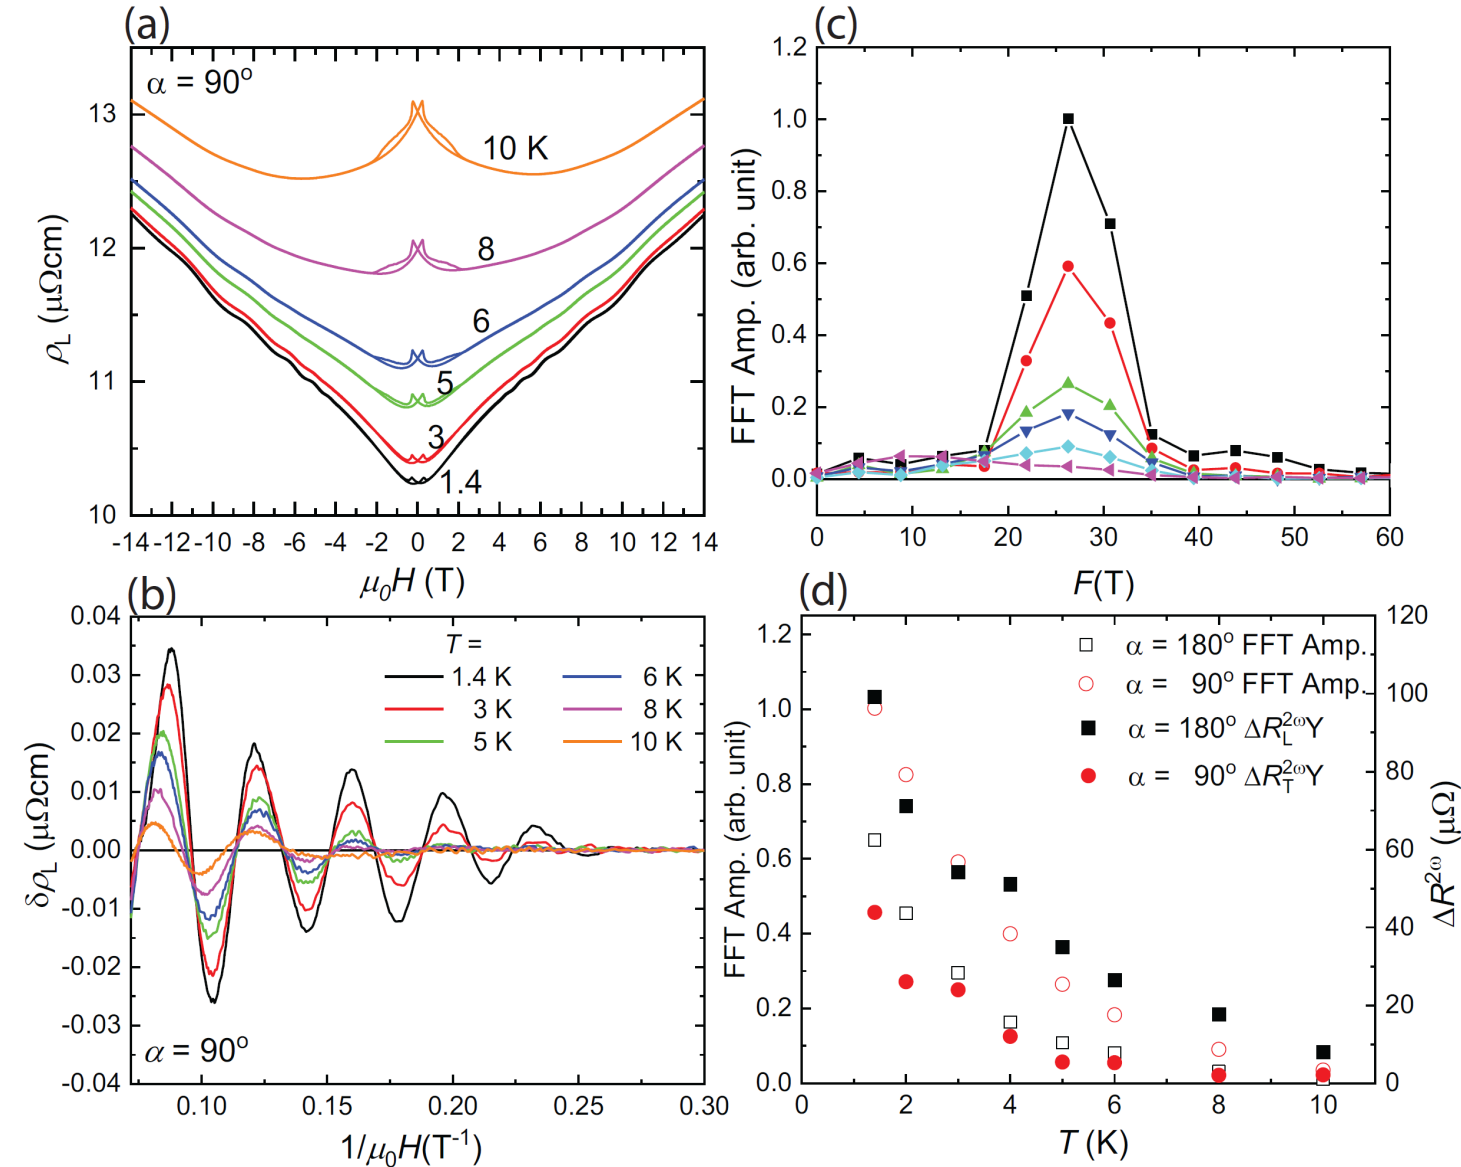 (a)
α = 90°
10 K
8
6
5
3
1.4
13
12
11
10
-14 -12 -10 -8 -6 -4 -2 0 2 4 6 8 10 12 14
ρL (μΩcm)
μ0H (T)
(c)
1.2
1.0
0.8
0.6
0.4
0.2
0.0
0 10 20 30 40 50 60
FFT Amp. (arb. unit)
F(T)
(b)
0.04
0.03
0.02
0.01
0.00
-0.01
-0.02
-0.03
-0.04
T =
1.4 K 6 K
3 K 8 K
5 K 10 K
α = 90°
0.10 0.15 0.20 0.25 0.30
δρL (μΩcm)
1/μ0H(T-1)
(d)
1.2
1.0
0.8
0.6
0.4
0.2
0.0
α = 180° FFT Amp.
α = 90° FFT Amp.
α = 180° ΔRL2ωY
α = 90° ΔRT2ωY
120
100
80
60
40
20
0
0 2 4 6 8 10
FFT Amp. (arb. unit)
ΔR2ω (μΩ)
T (K)